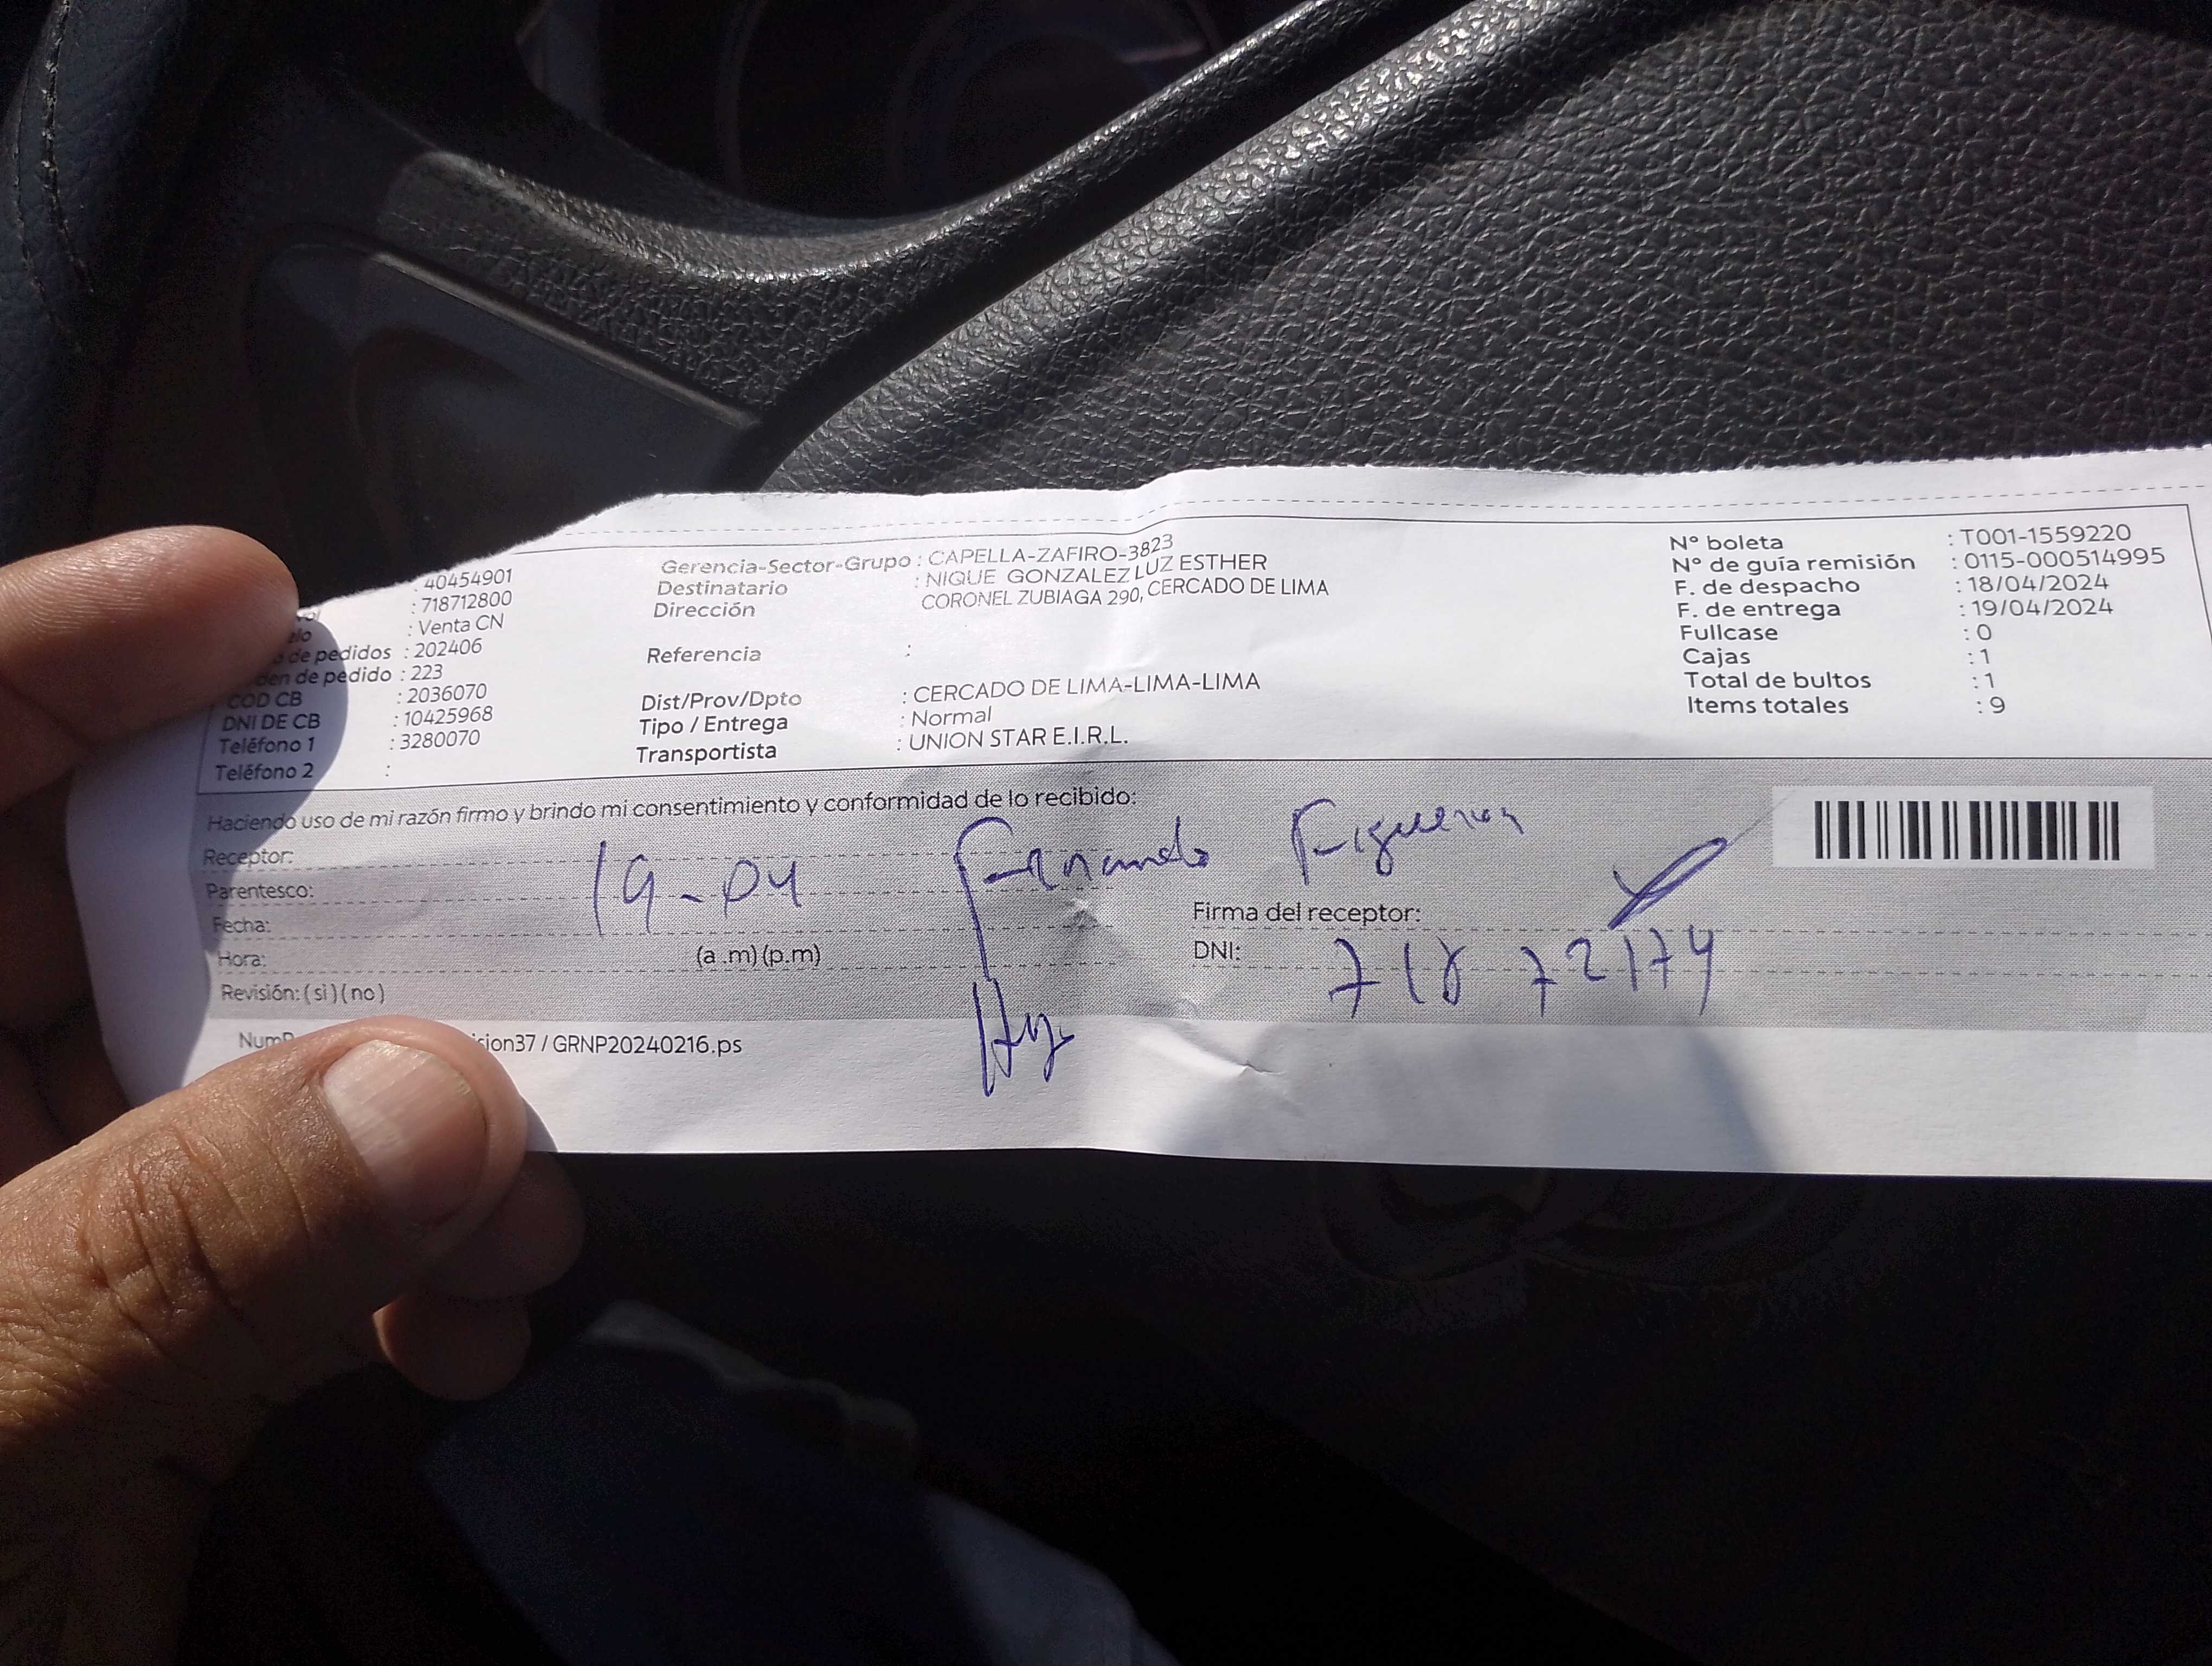 : 40454901
: 718712800
: Venta CN
de pedidos : 202406
den de pedido : 223
COD CB : 2036070
DNI DE CB : 10425968
Teléfono 1 : 3280070
Teléfono 2 :
Gerencia-Sector-Grupo : CAPELLA-ZAFIRO-3823
Destinatario : NIQUE GONZALEZ LUZ ESTHER
Dirección CORONEL ZUBIAGA 290, CERCADO DE LIMA
Referencia :
Dist/Prov/Dpto : CERCADO DE LIMA-LIMA-LIMA
Tipo / Entrega : Normal
Transportista : UNION STAR E.I.R.L.
N° boleta : T001-1559220
N° de guía remisión : 0115-000514995
F. de despacho : 18/04/2024
F. de entrega : 19/04/2024
Fullcase : 0
Cajas : 1
Total de bultos : 1
Items totales : 9
Haciendo uso de mi razón firmo y brindo mi consentimiento y conformidad de lo recibido:
Receptor: Fernando Figueroa
Parentesco: 19-04
Fecha:
Hora: (a.m)(p.m)
Revisión: (si)(no)
Firma del receptor:
DNI: 71872174
cion37 / GRNP20240216.ps